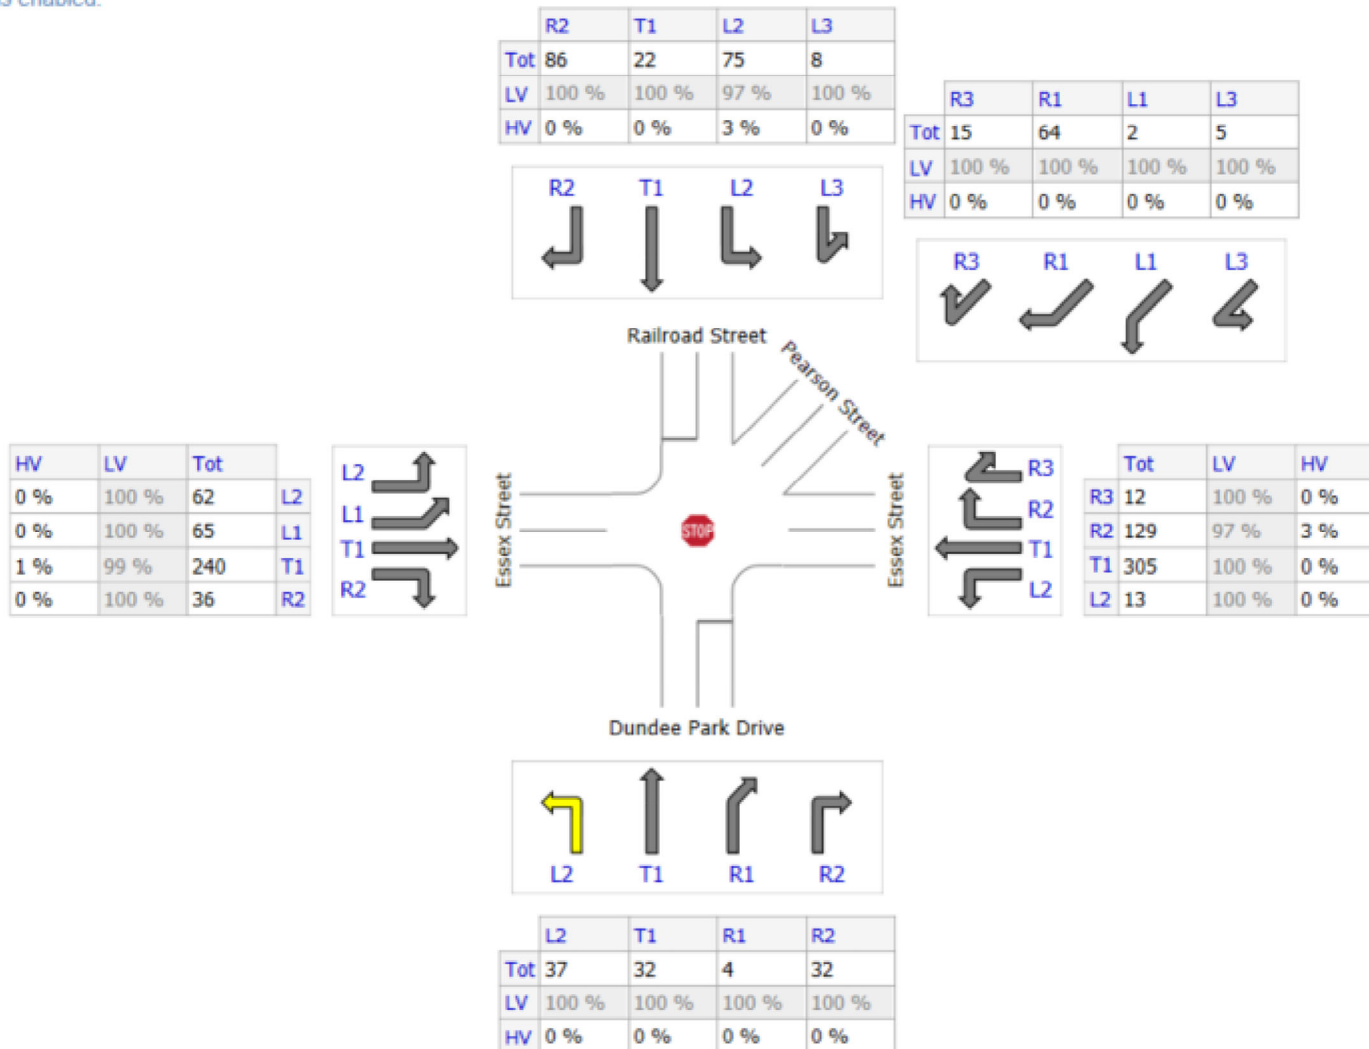 is enabled.
R2 T1 L2 L3
Tot 86 22 75 8
LV 100 % 100 % 97 % 100 %
HV 0 % 0 % 3 % 0 %
R3 R1 L1 L3
Tot 15 64 2 5
LV 100 % 100 % 100 % 100 %
HV 0 % 0 % 0 % 0 %
R2 T1 L2 L3
R3 R1 L1 L3
Railroad Street
Pearson Street
HV LV Tot
0 % 100 % 62 L2
0 % 100 % 65 L1
1 % 99 % 240 T1
0 % 100 % 36 R2
L2
L1
T1
R2
Essex Street
STOP
Essex Street
R3
R2
T1
L2
Tot LV HV
R3 12 100 % 0 %
R2 129 97 % 3 %
T1 305 100 % 0 %
L2 13 100 % 0 %
Dundee Park Drive
L2 T1 R1 R2
L2 T1 R1 R2
Tot 37 32 4 32
LV 100 % 100 % 100 % 100 %
HV 0 % 0 % 0 % 0 %